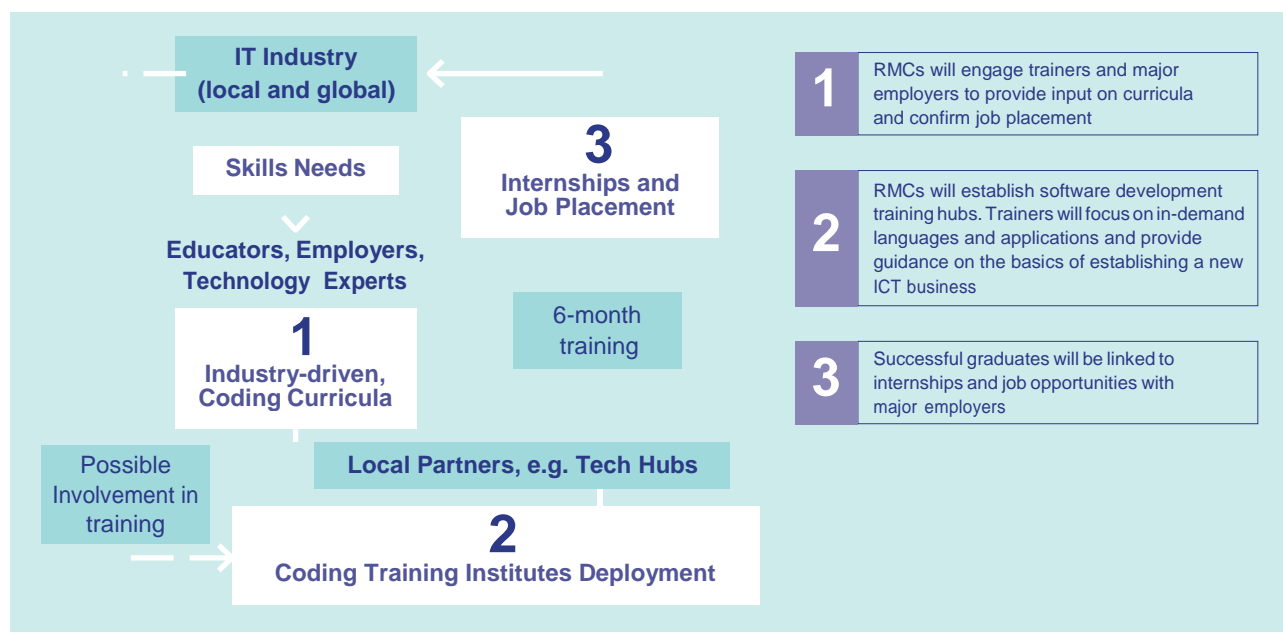 IT Industry
(local and global)
Skills Needs
Educators, Employers,
Technology Experts
1
Industry-driven,
Coding Curricula
3
Internships and
Job Placement
6-month
training
Possible
Involvement in
training
Local Partners, e.g. Tech Hubs
2
Coding Training Institutes Deployment
1
RMCs will engage trainers and major
employers to provide input on curricula
and confirm job placement
2
RMCs will establish software development
training hubs. Trainers will focus on in-demand
languages and applications and provide
guidance on the basics of establishing a new
ICT business
3
Successful graduates will be linked to
internships and job opportunities with
major employers